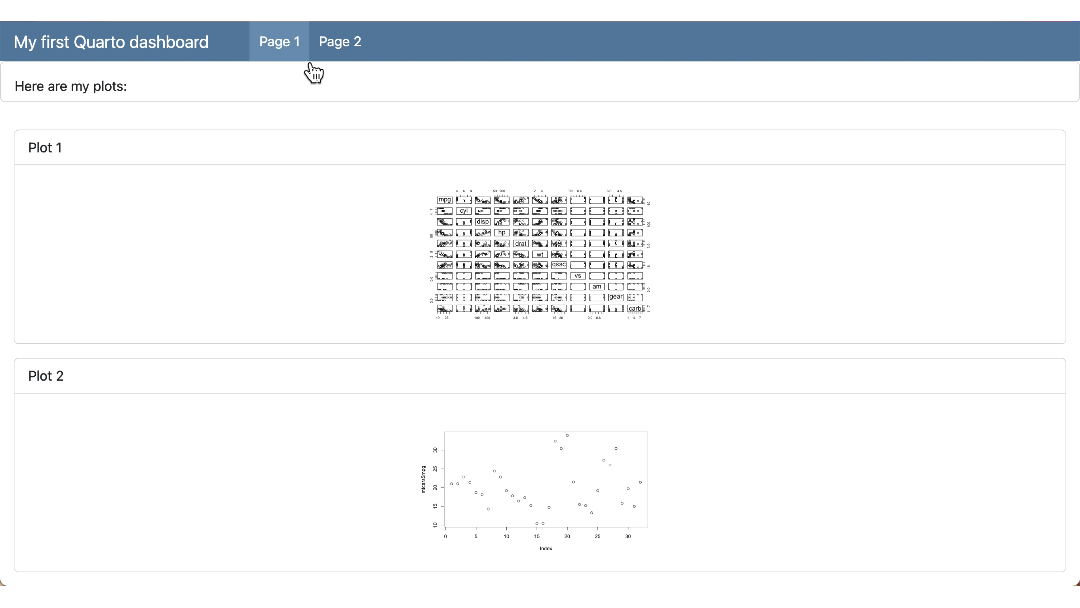 My first Quarto dashboard Page 1 Page 2
Here are my plots:
Plot 1
mpg
cyl
disp
hp
drat
wt
qsec
vs
am
gear
carb
Plot 2
mtcars$mpg
10 15 20 25 30
0 5 10 15 20 25 30
Index